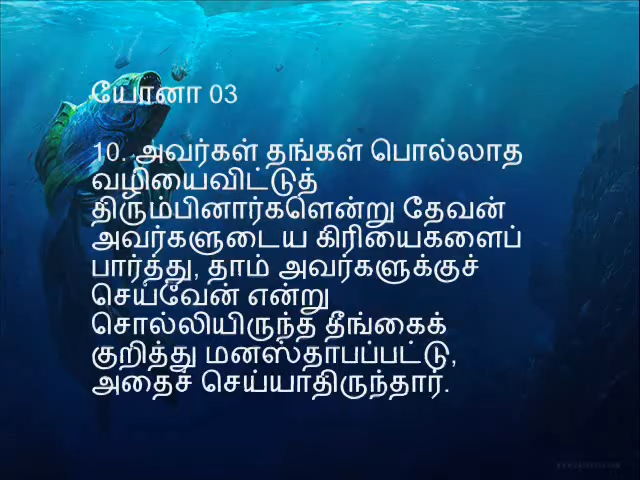 யோனா 03
10. அவர்கள் தங்கள் பொல்லாத
வழியைவிட்டுத்
திரும்பினார்களென்று தேவன்
அவர்களுடைய கிரியைகளைப்
பார்த்து, தாம் அவர்களுக்குச்
செய்வேன் என்று
சொல்லியிருந்த தீங்கைக்
குறித்து மனஸ்தாபப்பட்டு,
அதைச் செய்யாதிருந்தார்.